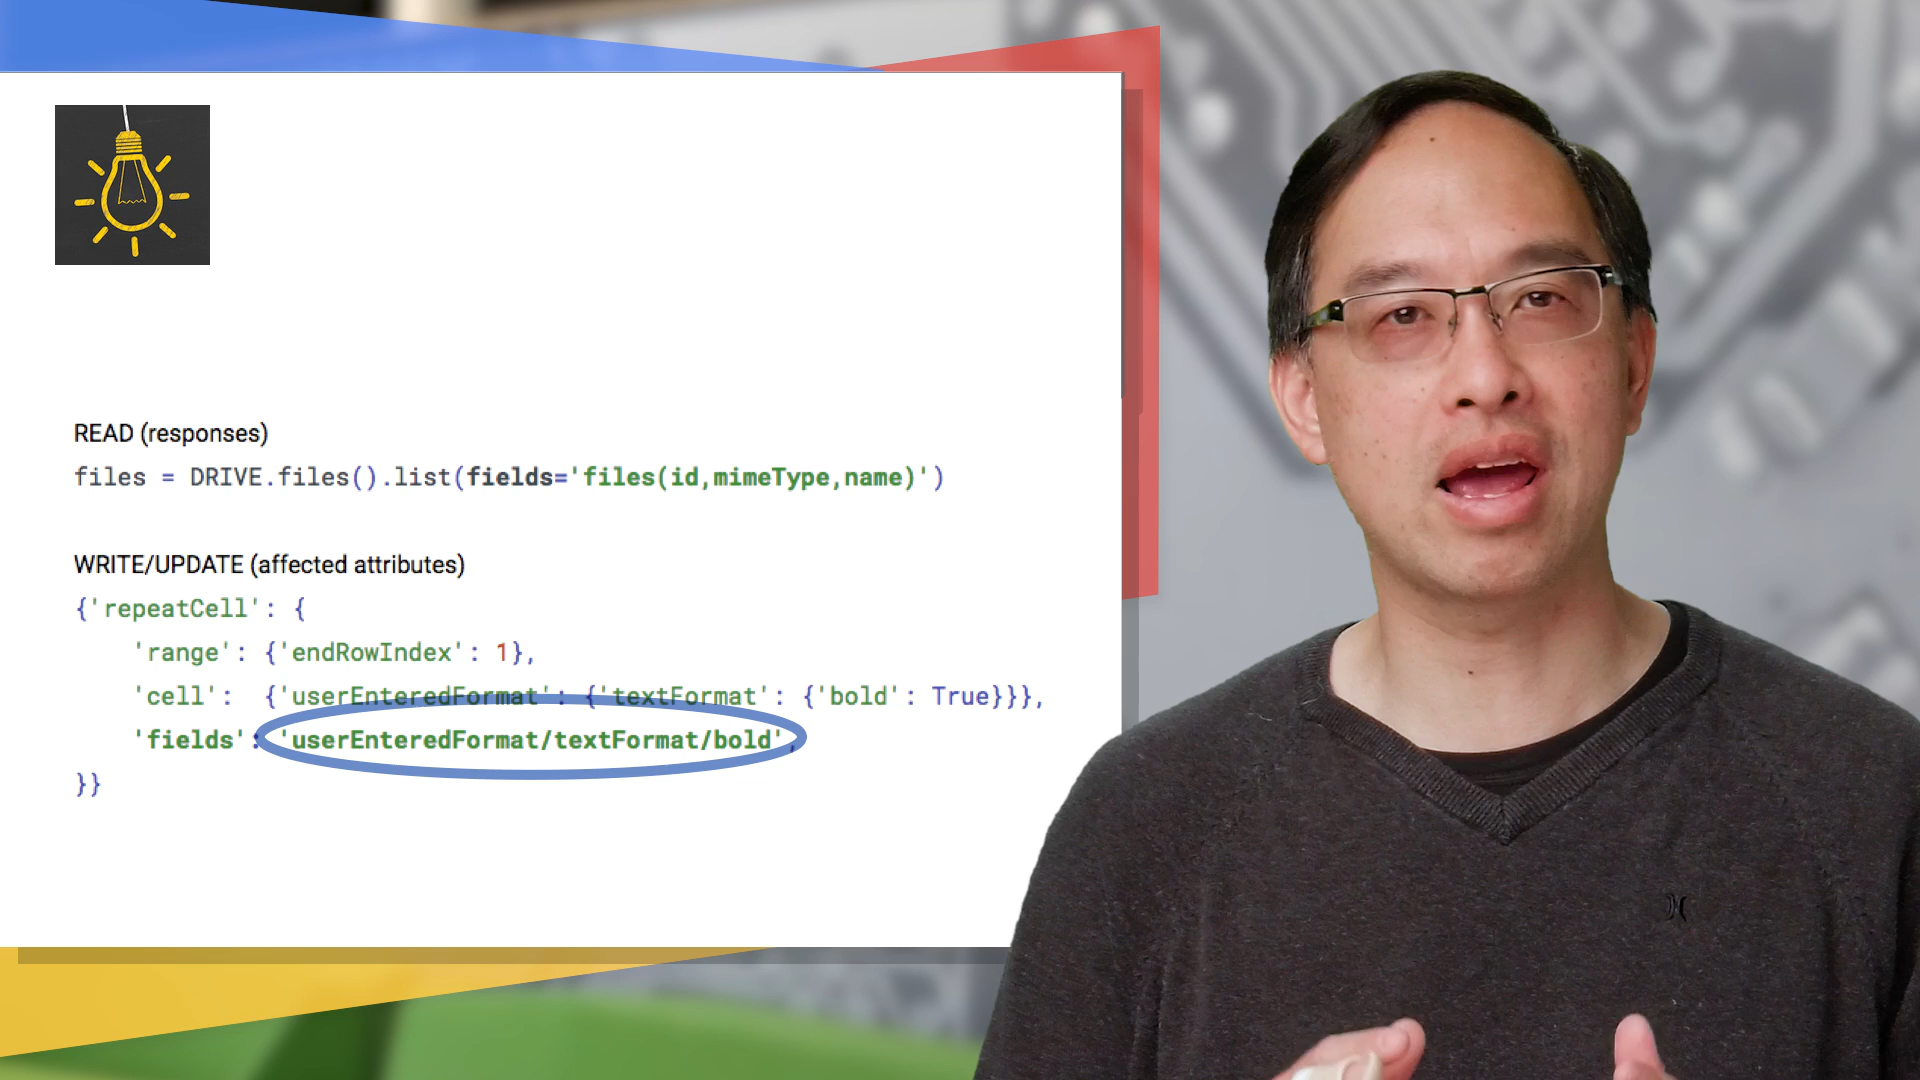 READ (responses)
files = DRIVE.files().list(fields='files(id,mimeType,name)')
WRITE/UPDATE (affected attributes)
{'repeatCell': {
    'range': {'endRowIndex': 1},
    'cell':  {'userEnteredFormat': {'textFormat': {'bold': True}}},
    'fields': 'userEnteredFormat/textFormat/bold',
}}